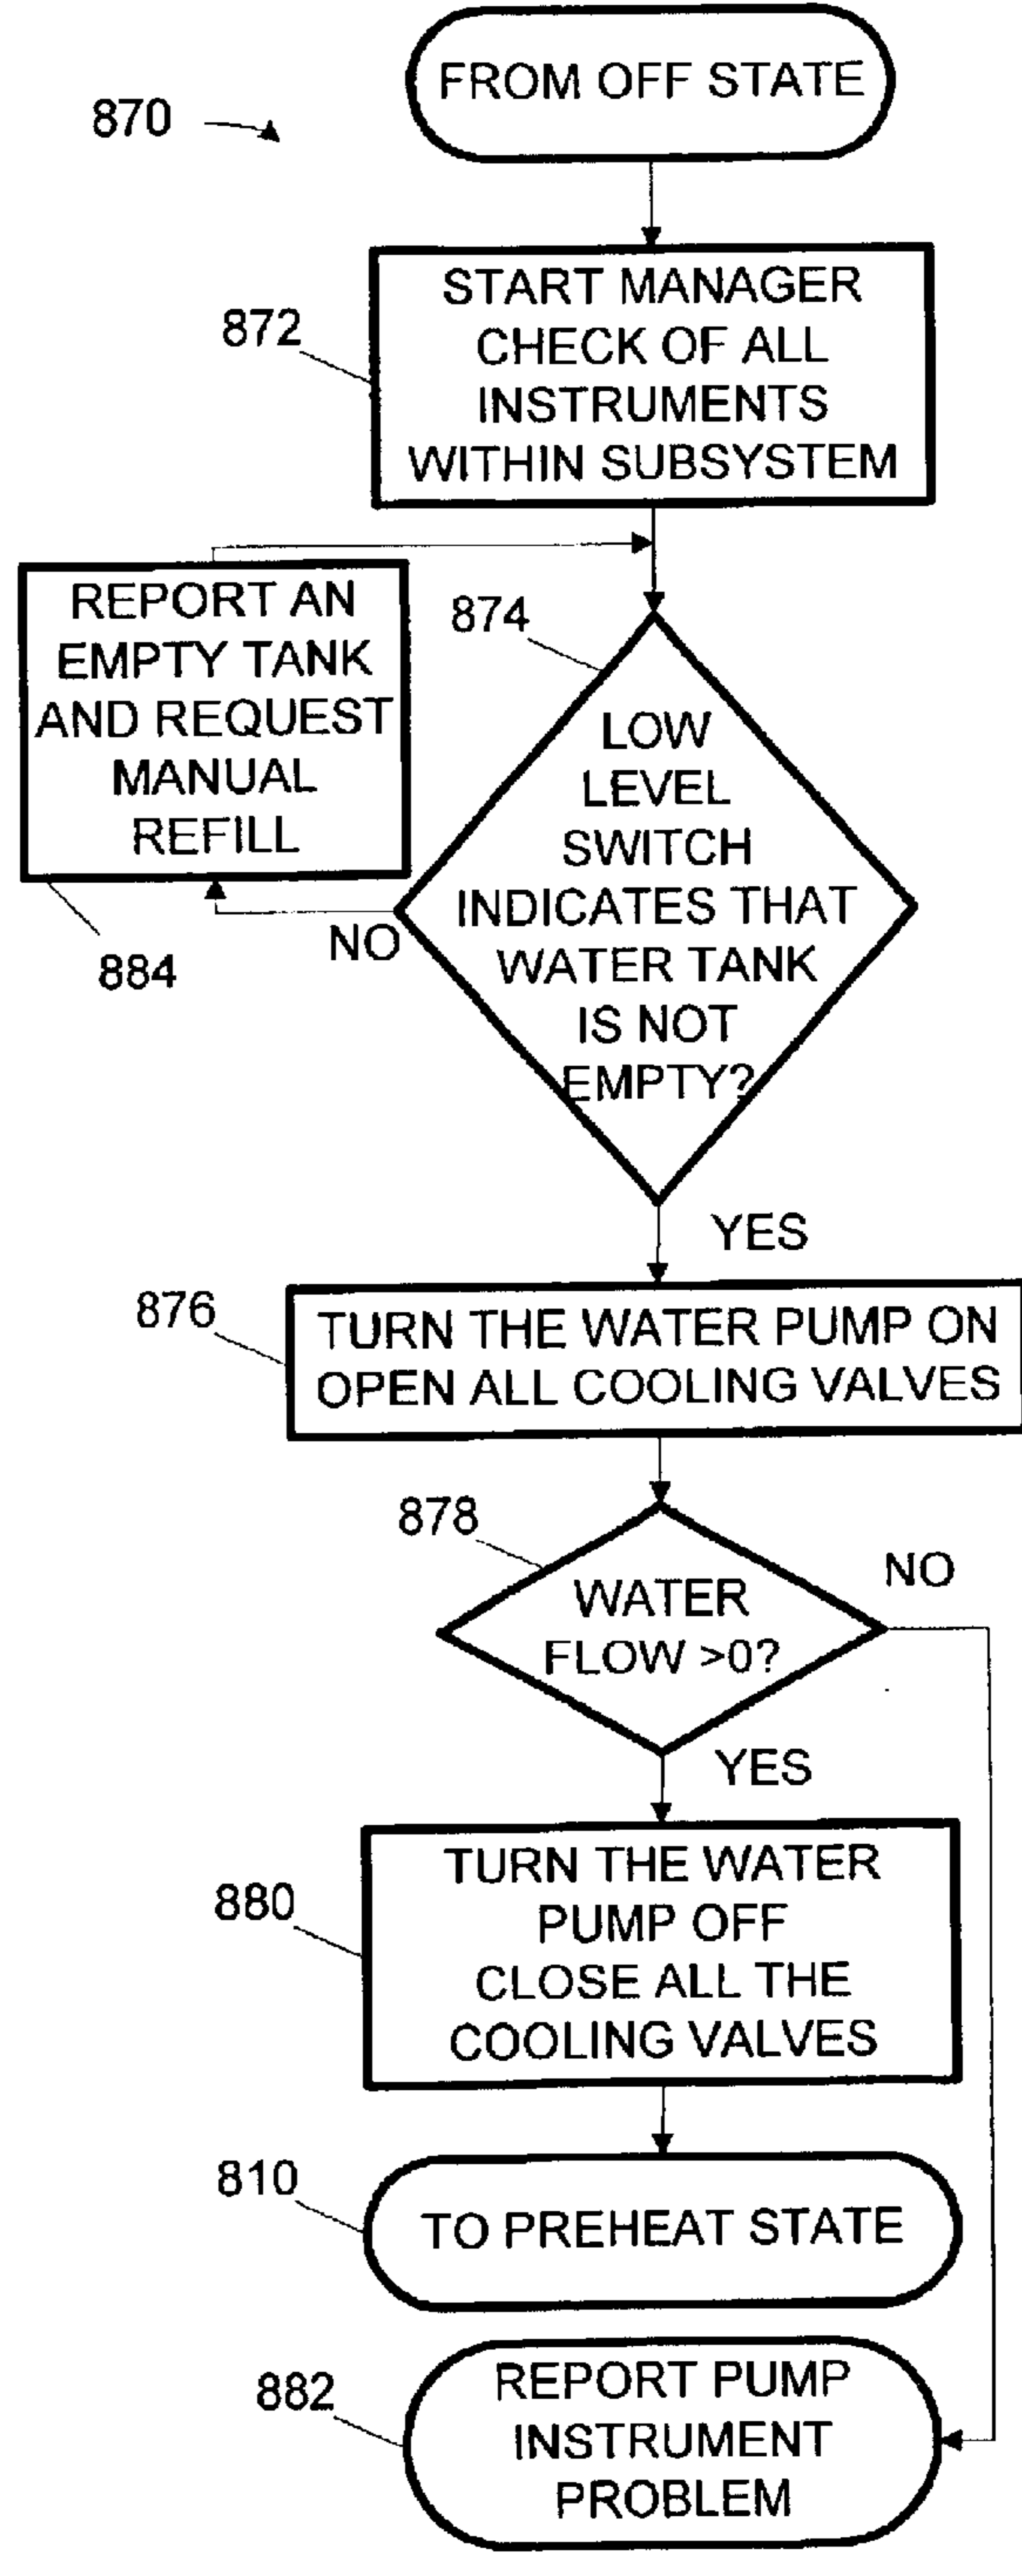 FROM OFF STATE
870
START MANAGER
CHECK OF ALL
INSTRUMENTS
WITHIN SUBSYSTEM
872
REPORT AN
EMPTY TANK
AND REQUEST
MANUAL
REFILL
884
874
LOW
LEVEL
SWITCH
INDICATES THAT
WATER TANK
IS NOT
EMPTY?
NO
YES
876
TURN THE WATER PUMP ON
OPEN ALL COOLING VALVES
878
WATER
FLOW >0?
NO
YES
880
TURN THE WATER
PUMP OFF
CLOSE ALL THE
COOLING VALVES
810
TO PREHEAT STATE
882
REPORT PUMP
INSTRUMENT
PROBLEM